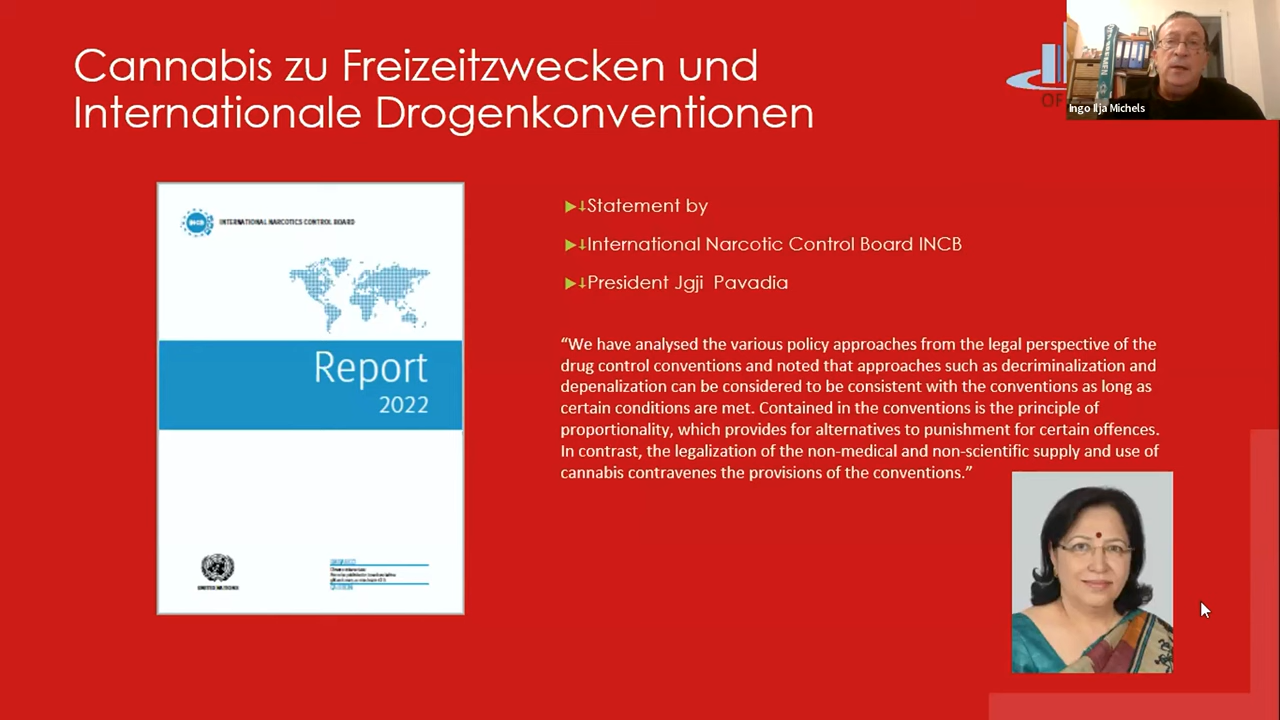 Cannabis zu Freizeitzwecken und
Internationale Drogenkonventionen
Ingo Ilja Michels
INCB
INTERNATIONAL NARCOTICS CONTROL BOARD
Report
2022
UNITED NATIONS
Statement by
International Narcotic Control Board INCB
President Jgji Pavadia
“We have analysed the various policy approaches from the legal perspective of the
drug control conventions and noted that approaches such as decriminalization and
depenalization can be considered to be consistent with the conventions as long as
certain conditions are met. Contained in the conventions is the principle of
proportionality, which provides for alternatives to punishment for certain offences.
In contrast, the legalization of the non-medical and non-scientific supply and use of
cannabis contravenes the provisions of the conventions.”